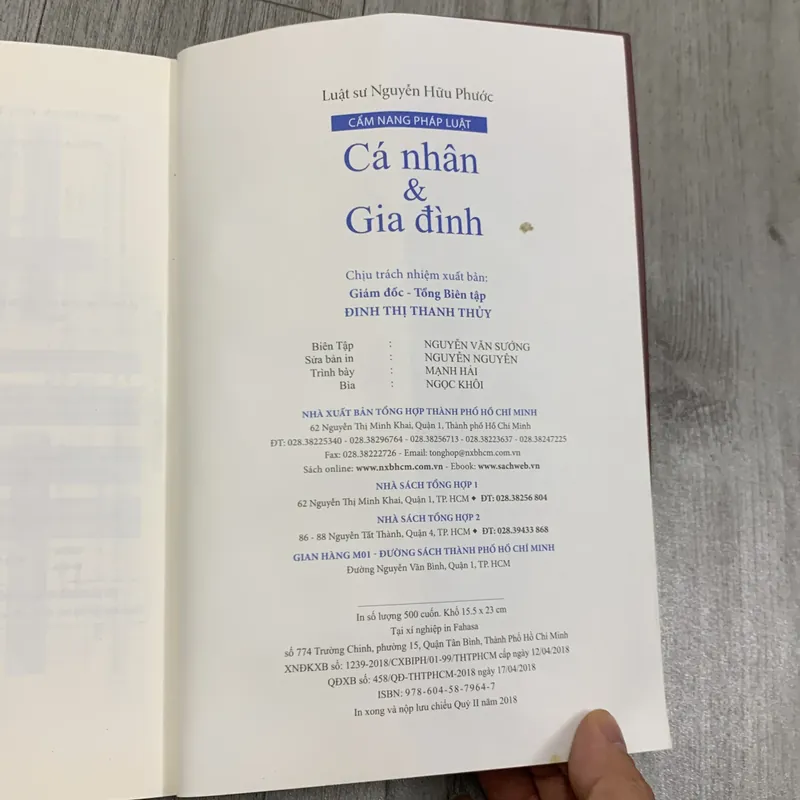 Luật sư Nguyễn Hữu Phước
CẨM NANG PHÁP LUẬT
Cá nhân
&
Gia đình
Chịu trách nhiệm xuất bản:
Giám đốc - Tổng Biên tập
ĐINH THỊ THANH THỦY
Biên Tập : NGUYỄN VĂN SƯỚNG
Sửa bản in : NGUYỄN NGUYÊN
Trình bày : MẠNH HẢI
Bìa : NGỌC KHÔI
NHÀ XUẤT BẢN TỔNG HỢP THÀNH PHỐ HỒ CHÍ MINH
62 Nguyễn Thị Minh Khai, Quận 1, Thành phố Hồ Chí Minh
ĐT: 028.38225340 - 028.38296764 - 028.38256713 - 028.38223637 - 028.38247225
Fax: 028.38222726 - Email: tonghop@nxbhcm.com.vn
Sách online: www.nxbhcm.com.vn - Ebook: www.sachweb.vn
NHÀ SÁCH TỔNG HỢP 1
62 Nguyễn Thị Minh Khai, Quận 1, TP. HCM ◆ ĐT: 028.38256 804
NHÀ SÁCH TỔNG HỢP 2
86 - 88 Nguyễn Tất Thành, Quận 4, TP. HCM ◆ ĐT: 028.39433 868
GIAN HÀNG M01 - ĐƯỜNG SÁCH THÀNH PHỐ HỒ CHÍ MINH
Đường Nguyễn Văn Bình, Quận 1, TP. HCM
In số lượng 500 cuốn. Khổ 15.5 x 23 cm
Tại xí nghiệp in Fahasa
số 774 Trường Chinh, phường 15, Quận Tân Bình, Thành Phố Hồ Chí Minh
XNĐKXB số: 1239-2018/CXBIPH/01-99/THTPHCM cấp ngày 12/04/2018
QĐXB số: 458/QĐ-THTPHCM-2018 ngày 17/04/2018
ISBN: 978-604-58-7964-7
In xong và nộp lưu chiểu Quý II năm 2018